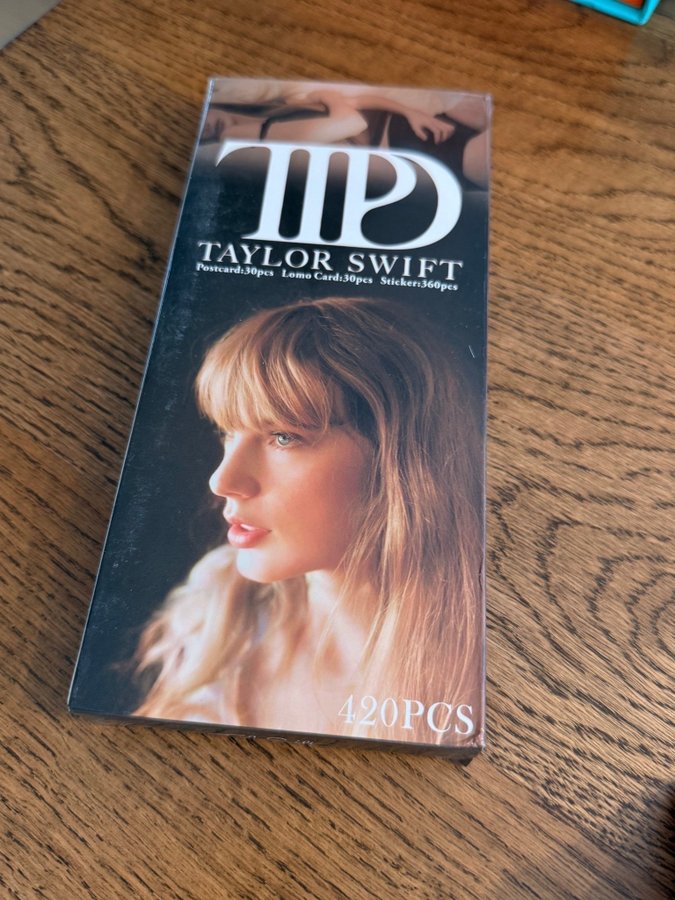 TTPD
TAYLOR SWIFT
Postcard:30pcs Lomo Card:30pcs Sticker:360pcs
420PCS